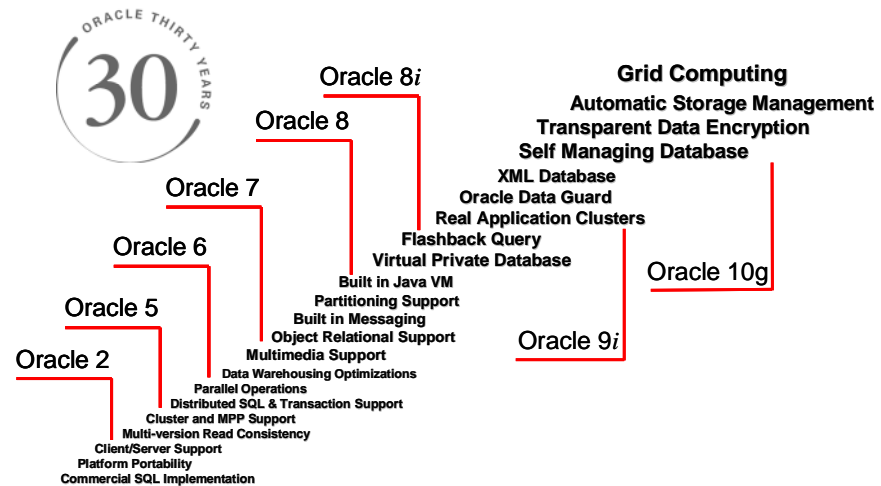 ORACLE THIRTY YEARS
30
Oracle 8i
Oracle 8
Oracle 7
Oracle 6
Oracle 5
Oracle 2
Grid Computing
Automatic Storage Management
Transparent Data Encryption
Self Managing Database
XML Database
Oracle Data Guard
Real Application Clusters
Flashback Query
Virtual Private Database
Built in Java VM
Partitioning Support
Built in Messaging
Object Relational Support
Multimedia Support
Data Warehousing Optimizations
Parallel Operations
Distributed SQL & Transaction Support
Cluster and MPP Support
Multi-version Read Consistency
Client/Server Support
Platform Portability
Commercial SQL Implementation
Oracle 10g
Oracle 9i